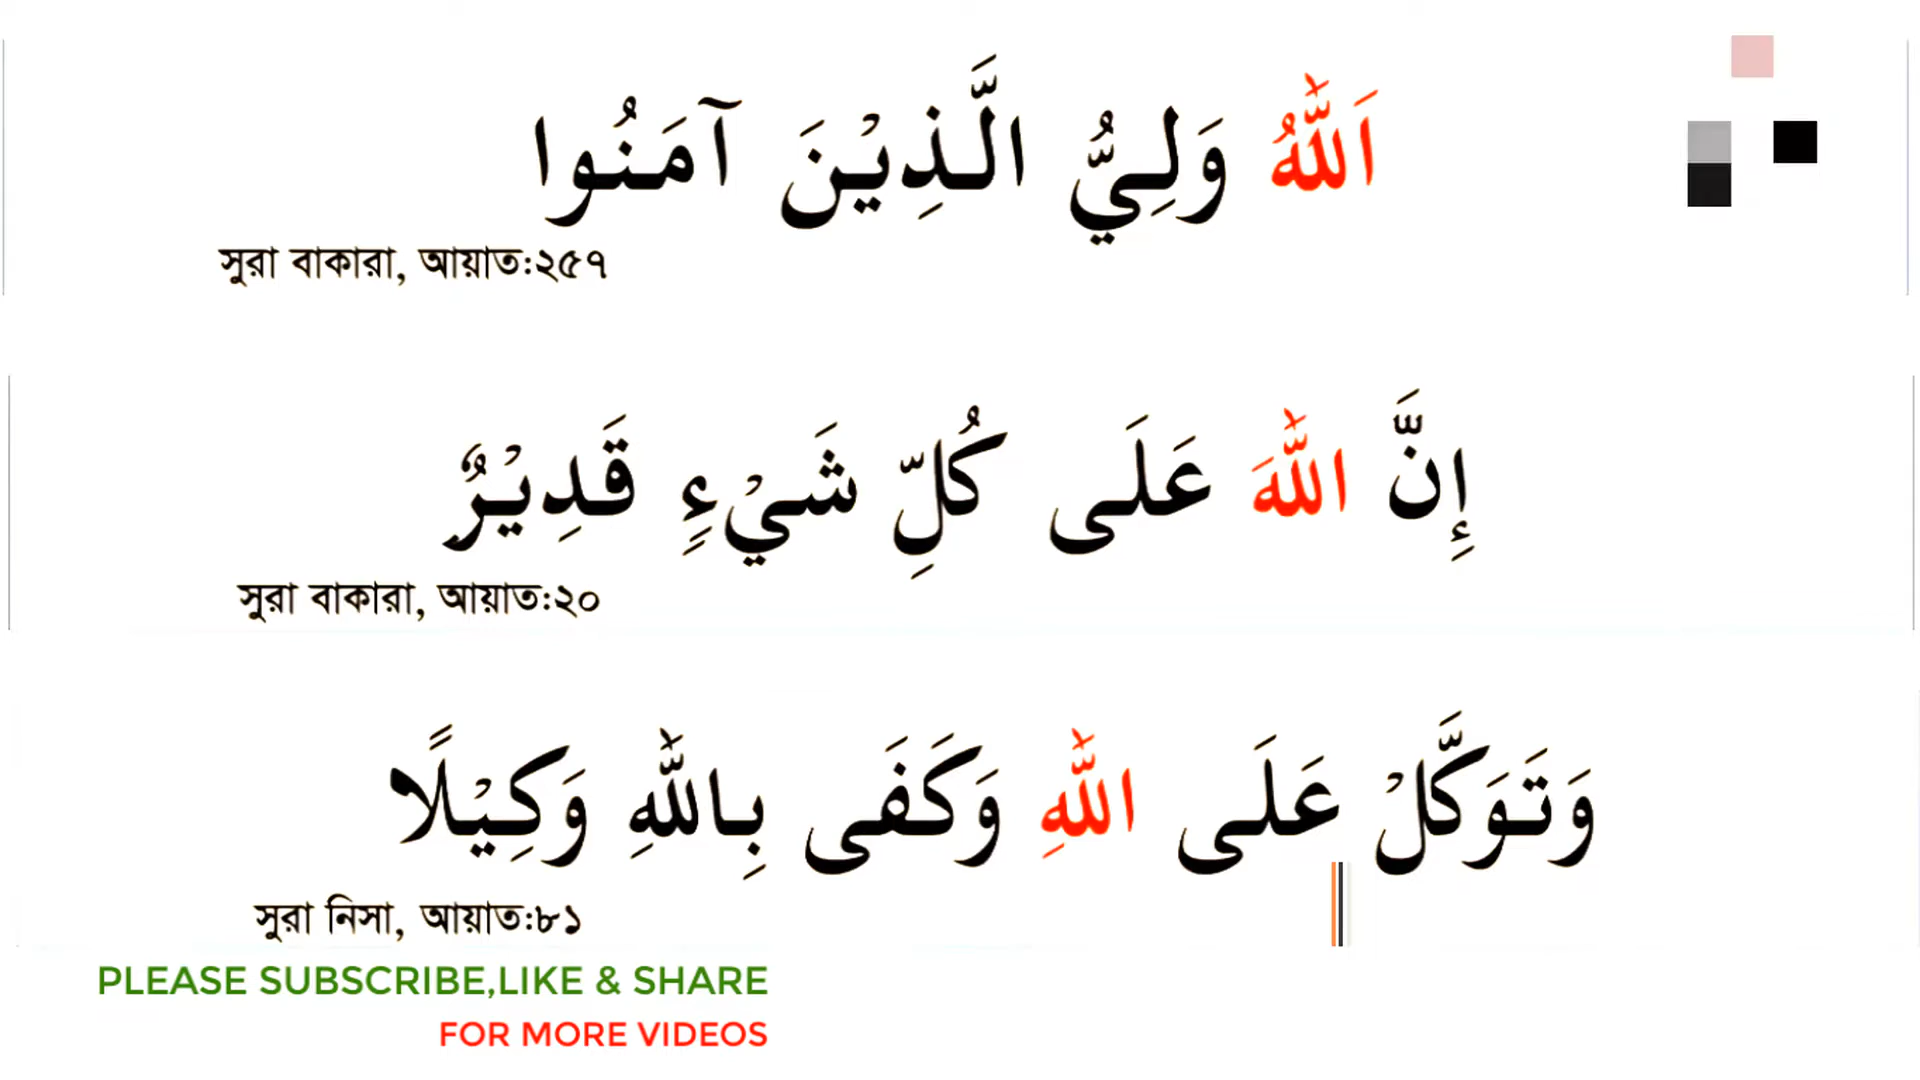 اَللّٰهُ وَلِيُّ الَّذِيْنَ آمَنُوا
সুরা বাকারা, আয়াত:২৫৭
إِنَّ اللّٰهَ عَلَى كُلِّ شَيْءٍ قَدِيْرٌ
সুরা বাকারা, আয়াত:২০
وَتَوَكَّلْ عَلَى اللّٰهِ وَكَفَى بِاللّٰهِ وَكِيْلًا
সুরা নিসা, আয়াত:৮১
PLEASE SUBSCRIBE,LIKE & SHARE
FOR MORE VIDEOS